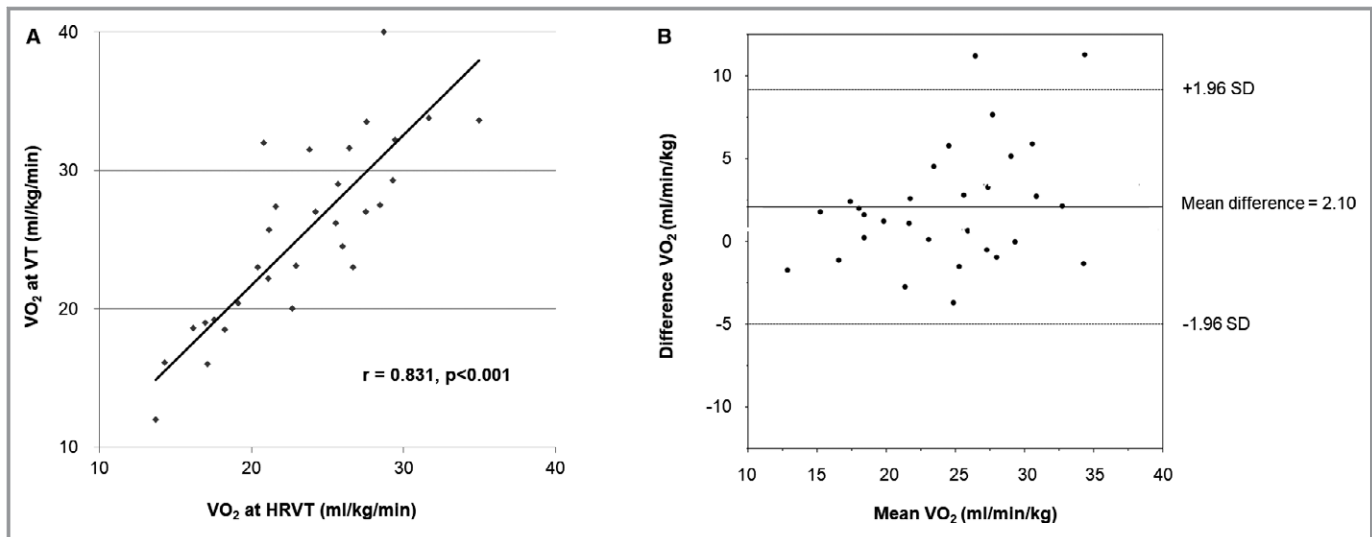 A
40
30
20
10
10
20
30
40
VO₂ at VT (ml/kg/min)
VO₂ at HRVT (ml/kg/min)
r = 0.831, p<0.001
B
10
5
0
-5
-10
10
15
20
25
30
35
40
Difference VO₂ (ml/min/kg)
Mean VO₂ (ml/min/kg)
+1.96 SD
Mean difference = 2.10
-1.96 SD